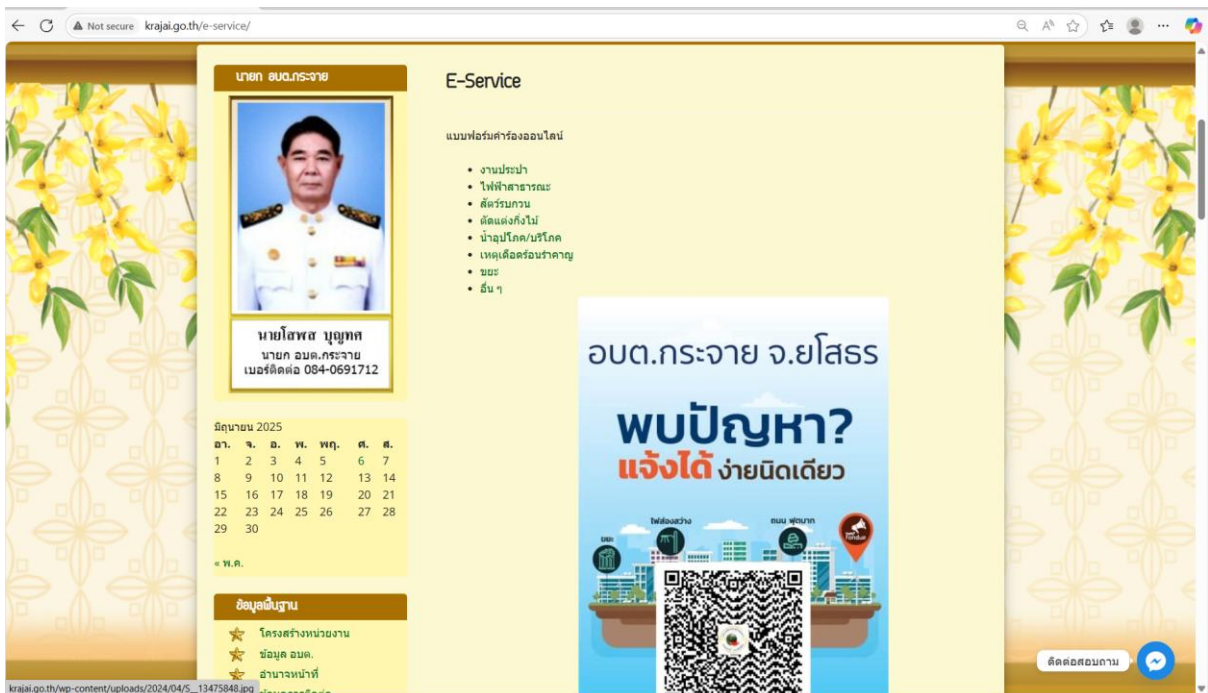 Not secure krajai.go.th/e-service/
นายก อบต.กระจาย
นายโสพส บุญทศ
นายก อบต.กระจาย
เบอร์ติดต่อ 084-0691712
มิถุนายน 2025
อา. จ. อ. พ. พฤ. ศ. ส.
1 2 3 4 5 6 7
8 9 10 11 12 13 14
15 16 17 18 19 20 21
22 23 24 25 26 27 28
29 30
« พ.ค.
ข้อมูลพื้นฐาน
โครงสร้างหน่วยงาน
ข้อมูล อบต.
อำนาจหน้าที่
E-Service
แบบฟอร์มคำร้องออนไลน์
งานประปา
ไฟฟ้าสาธารณะ
สัตว์รบกวน
ตัดแต่งกิ่งไม้
น้ำอุปโภค/บริโภค
เหตุเดือดร้อนรำคาญ
ขยะ
อื่น ๆ
อบต.กระจาย จ.ยโสธร
พบปัญหา?
แจ้งได้ ง่ายนิดเดียว
ไฟส่องสว่าง
ถนน ฟุตบาท
ขยะ
ติดต่อสอบถาม
krajai.go.th/wp-content/uploads/2024/04/S__13475848.jpg